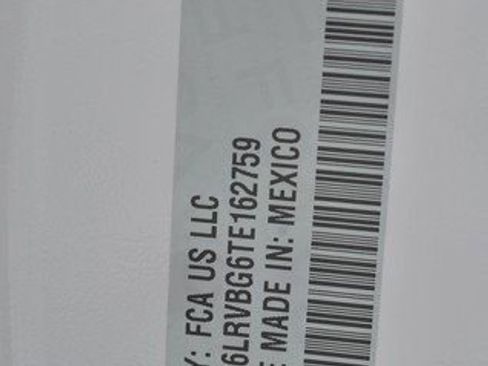 Y: FCA US LLC
6LRVBG6TE162759
E MADE IN: MEXICO